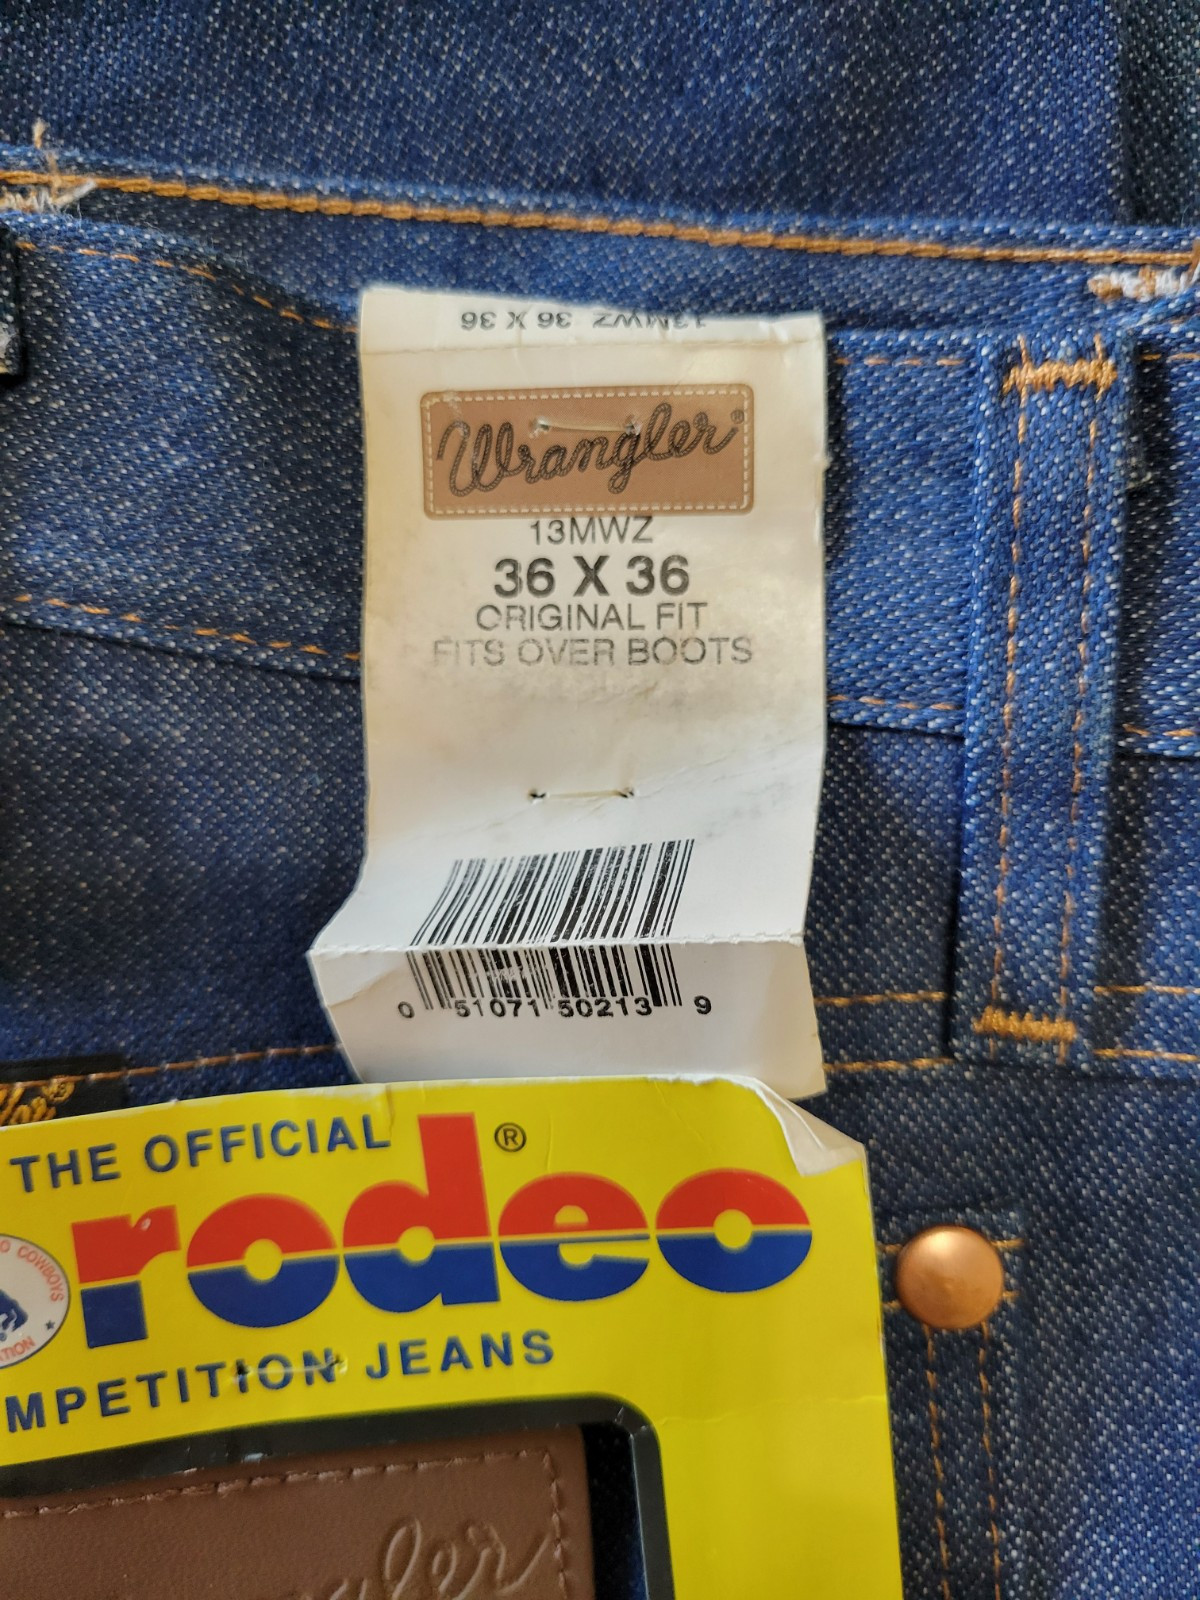 13MWZ 36 X 36
Wrangler®
13MWZ
36 X 36
ORIGINAL FIT
FITS OVER BOOTS
0 51071 50213 9
THE OFFICIAL
rodeo®
COWBOYS
MPETITION JEANS